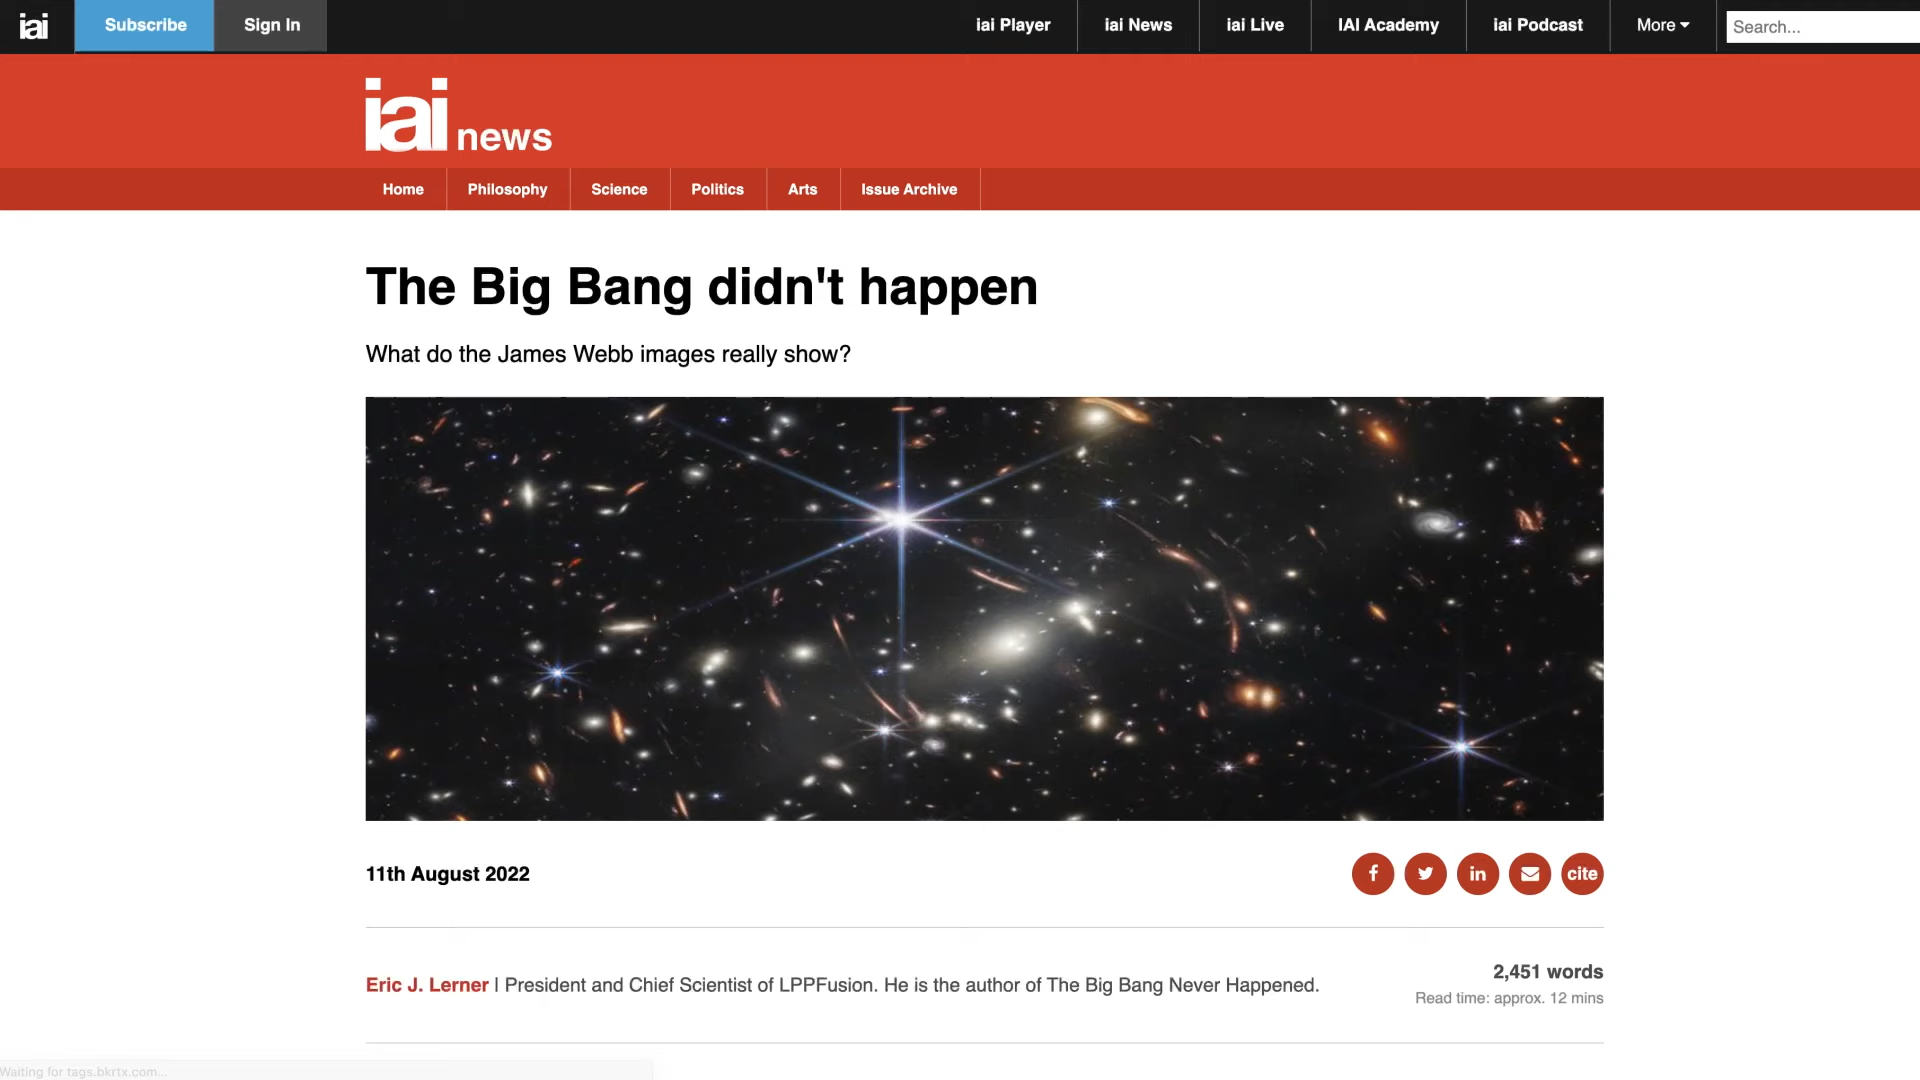 iai
Subscribe
Sign In
iai Player
iai News
iai Live
IAI Academy
iai Podcast
More
Search...
iai news
Home
Philosophy
Science
Politics
Arts
Issue Archive
The Big Bang didn't happen
What do the James Webb images really show?
11th August 2022
f
in
cite
Eric J. Lerner | President and Chief Scientist of LPPFusion. He is the author of The Big Bang Never Happened.
2,451 words
Read time: approx. 12 mins
Waiting for tags.bkrtx.com...